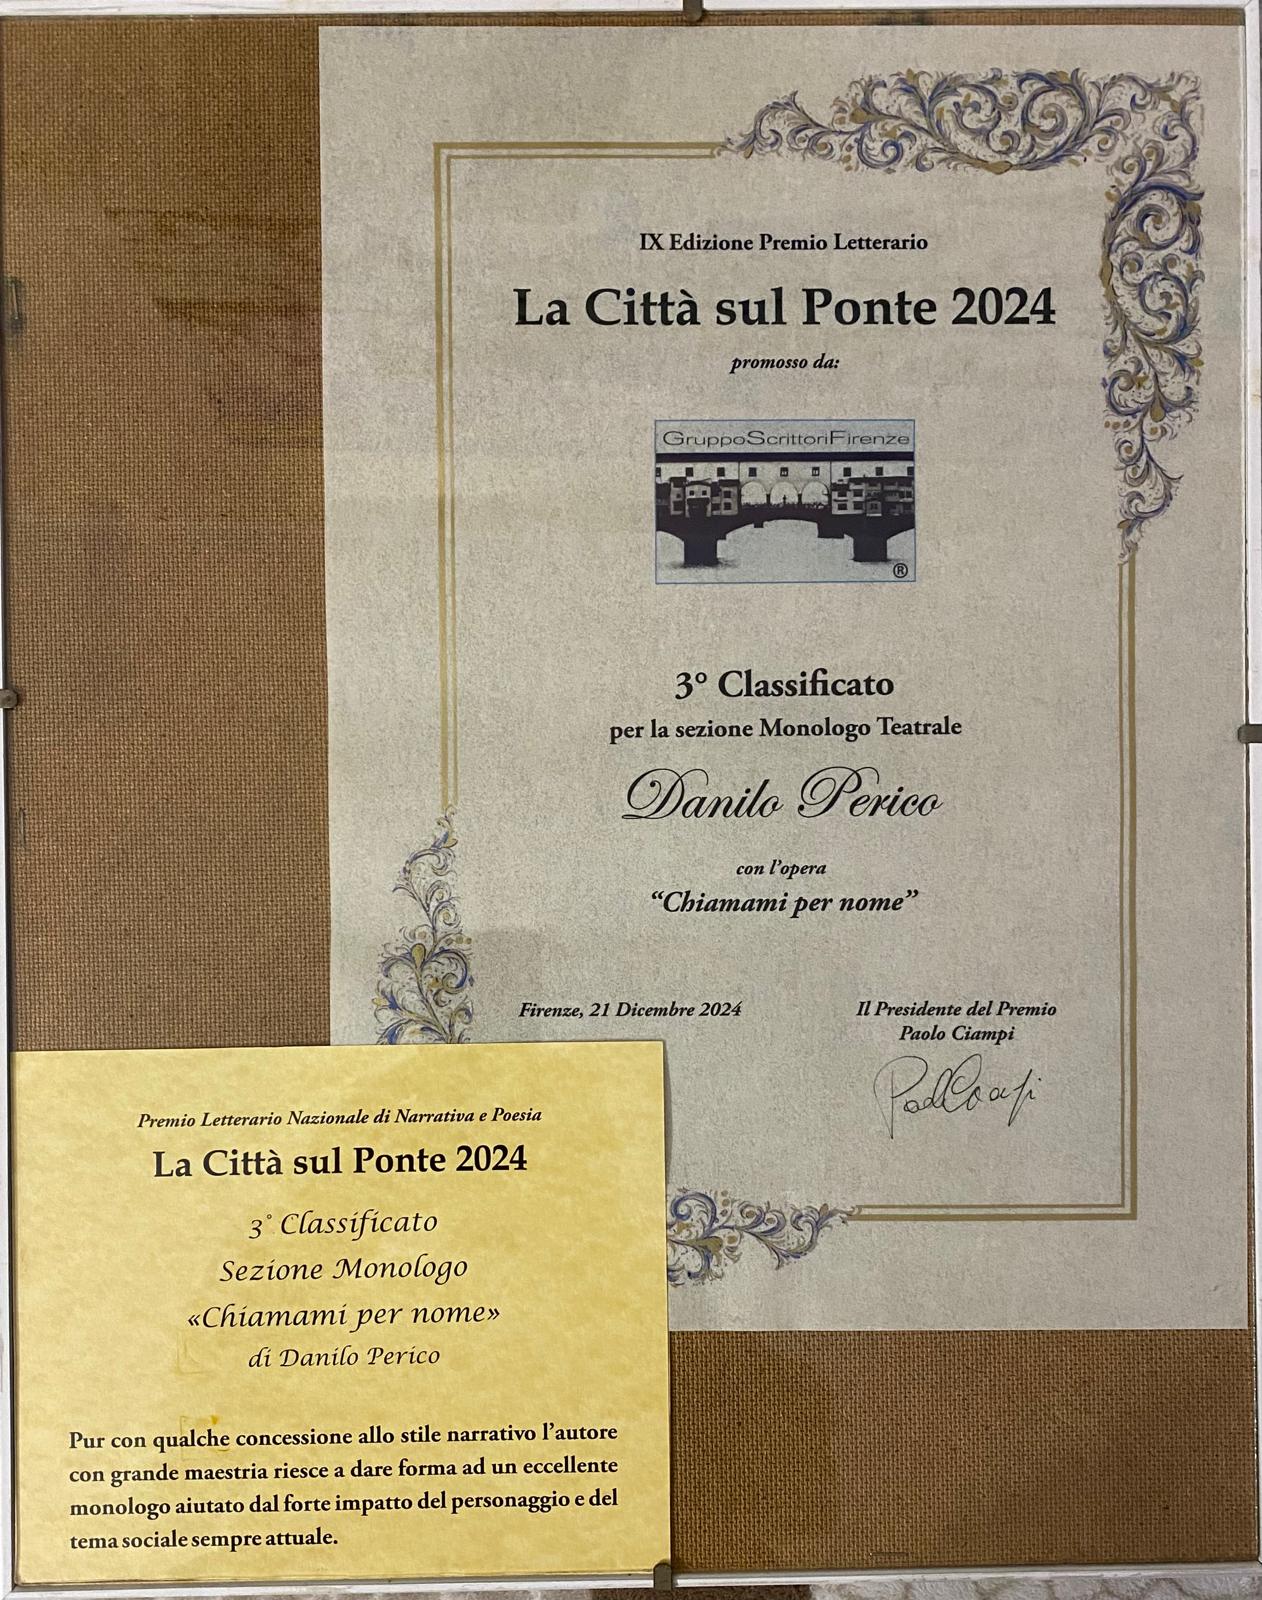 IX Edizione Premio Letterario
La Città sul Ponte 2024
promosso da:
GruppoScrittoriFirenze
®
3° Classificato
per la sezione Monologo Teatrale
Danilo Perico
con l'opera
“Chiamami per nome”
Firenze, 21 Dicembre 2024
Il Presidente del Premio
Paolo Ciampi
Premio Letterario Nazionale di Narrativa e Poesia
La Città sul Ponte 2024
3° Classificato
Sezione Monologo
«Chiamami per nome»
di Danilo Perico
Pur con qualche concessione allo stile narrativo l'autore
con grande maestria riesce a dare forma ad un eccellente
monologo aiutato dal forte impatto del personaggio e del
tema sociale sempre attuale.